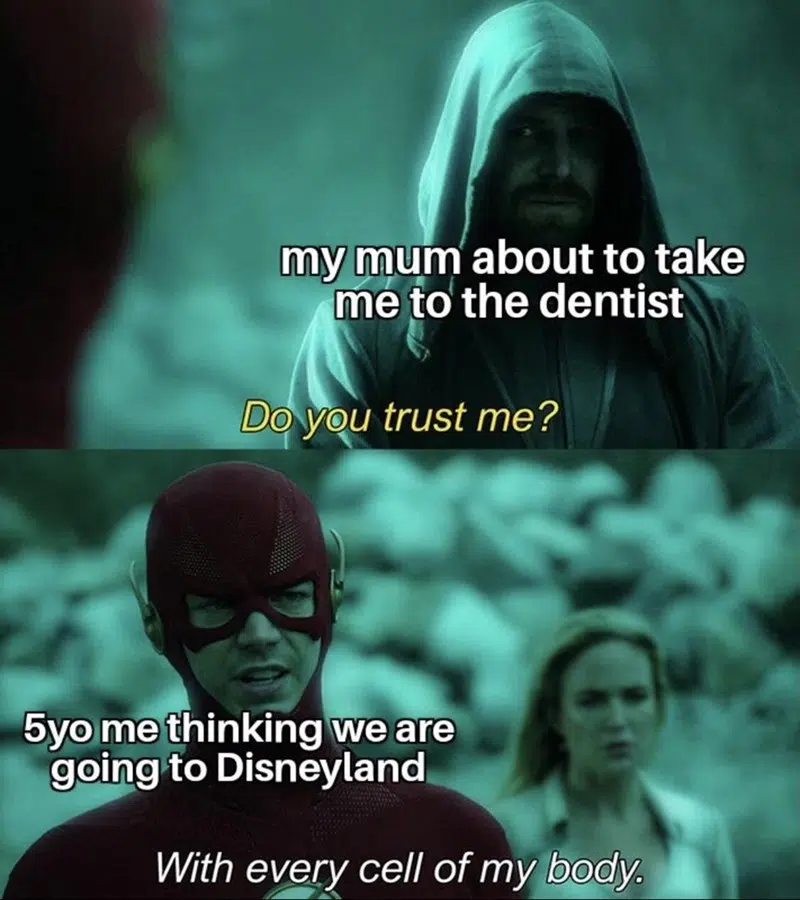 my mum about to take
me to the dentist
Do you trust me?
5yo me thinking we are
going to Disneyland
With every cell of my body.